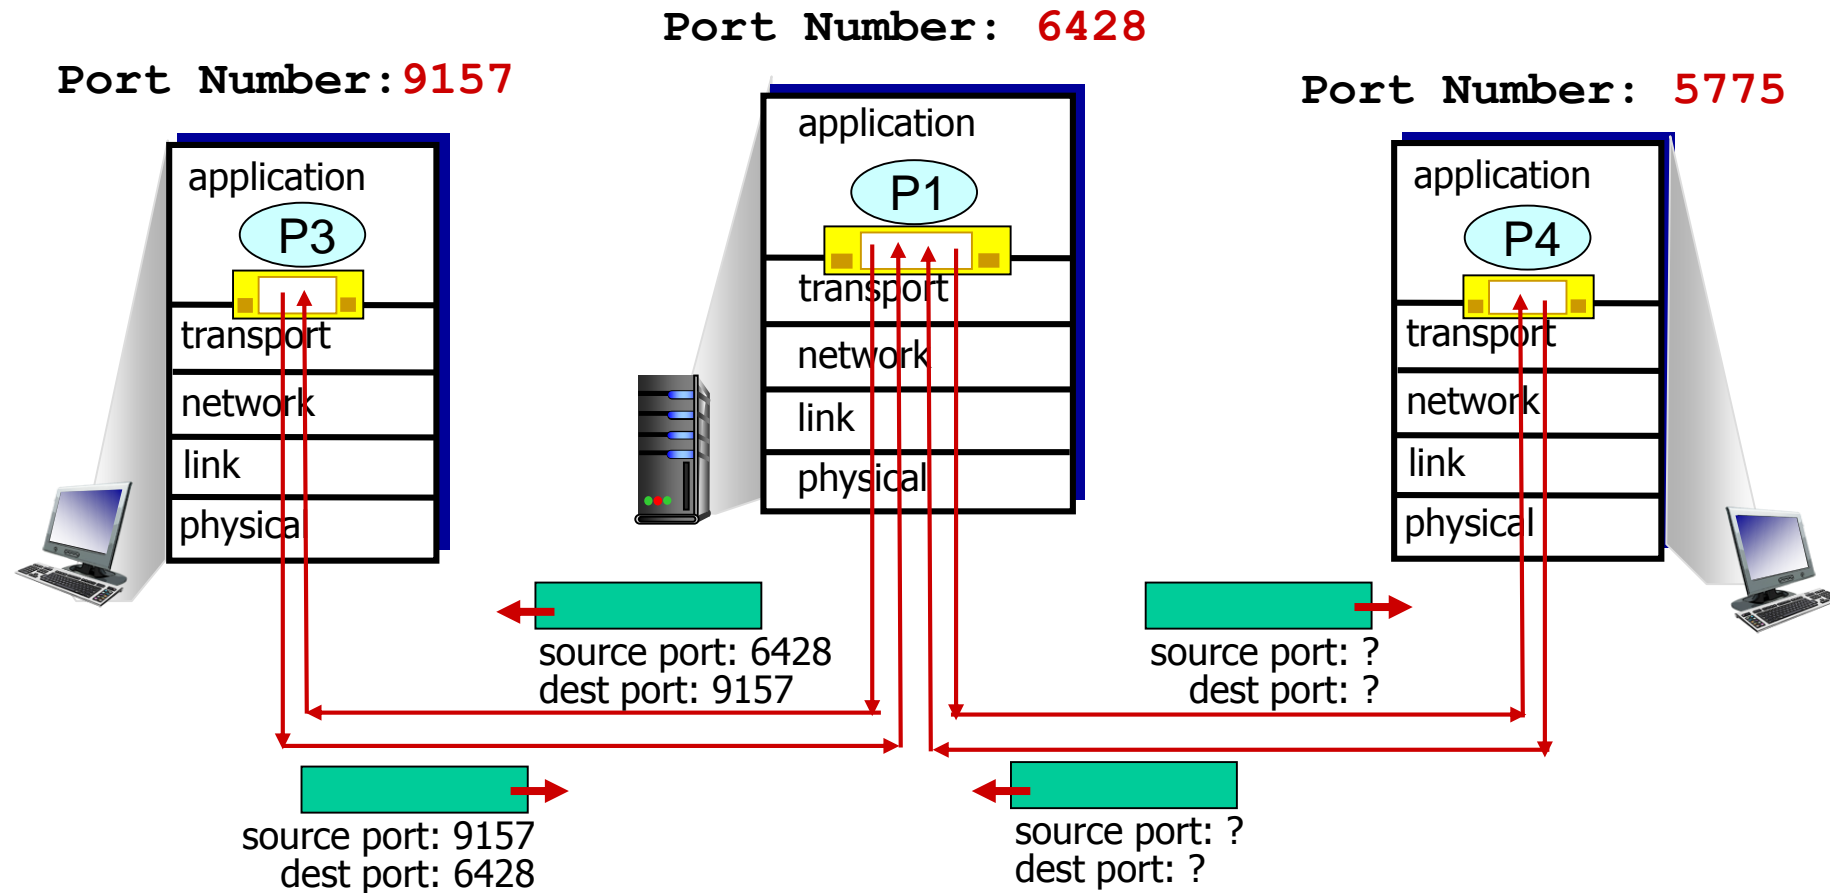 Port Number: 6428
Port Number:9157
Port Number: 5775
application
P3
transport
network
link
physical
application
P1
transport
network
link
physical
application
P4
transport
network
link
physical
source port: 6428
dest port: 9157
source port: ?
dest port: ?
source port: 9157
dest port: 6428
source port: ?
dest port: ?